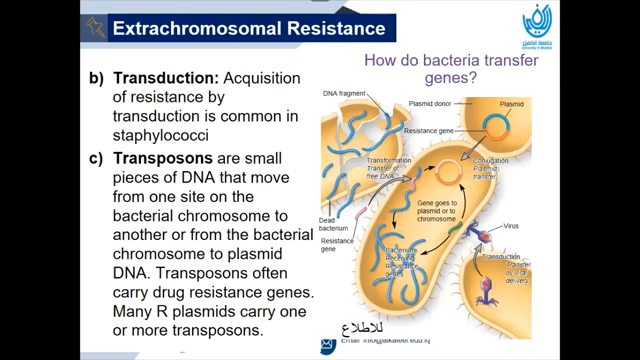 Extrachromosomal Resistance
b) Transduction: Acquisition
of resistance by
transduction is common in
staphylococci
c) Transposons are small
pieces of DNA that move
from one site on the
bacterial chromosome to
another or from the bacterial
chromosome to plasmid
DNA. Transposons often
carry drug resistance genes.
Many R plasmids carry one
or more transposons.
How do bacteria transfer
genes?
DNA fragment
Plasmid donor
Plasmid
Resistance gene
Transformation
Transfer of
free DNA
Conjugation
Plasmid
transfer
Gene goes to
plasmid or to
chromosome
Dead
bacterium
Resistance
gene
Bacterium
Receiving
Resistance
genes
Virus
Transduction
Transfer
by viral
delivery
للاطلاع